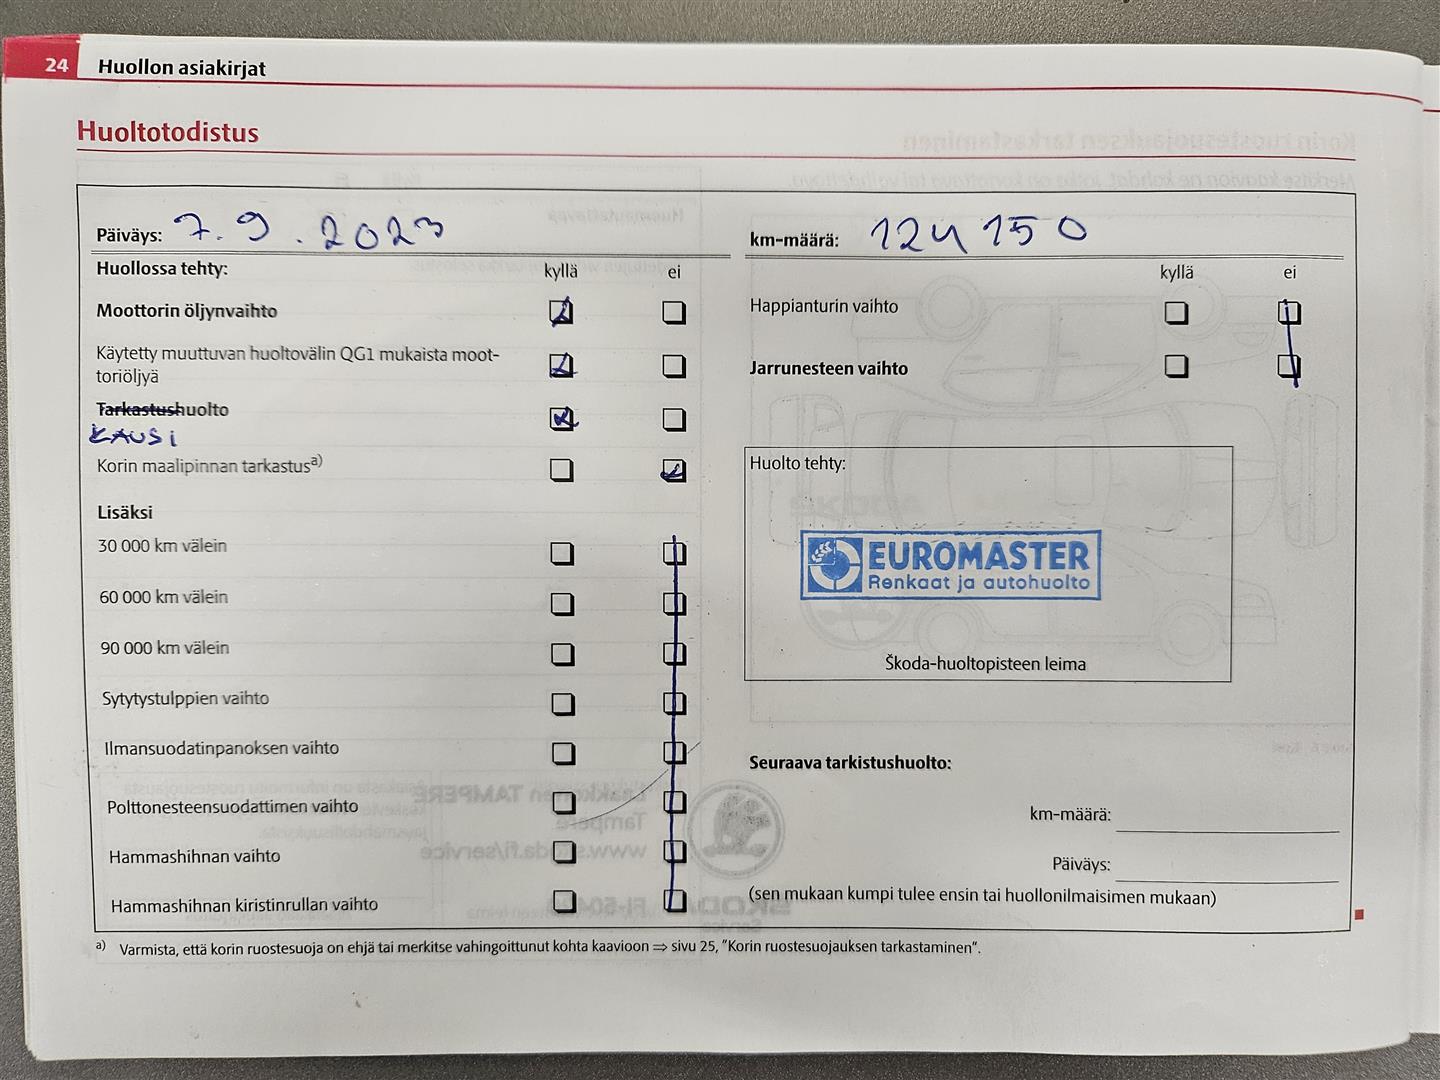 24 Huollon asiakirjat
Huoltotodistus
Päiväys: 7.9.2023
Huollossa tehty: kyllä ei
Moottorin öljynvaihto
Käytetty muuttuvan huoltovälin QG1 mukaista moot-
toriöljyä
Tarkastushuolto
KAUSI
Korin maalipinnan tarkastus a)
Lisäksi
30 000 km välein
60 000 km välein
90 000 km välein
Sytytystulppien vaihto
Ilmansuodatinpanoksen vaihto
Polttonesteensuodattimen vaihto
Hammashihnan vaihto
Hammashihnan kiristinrullan vaihto
km-määrä: 124 150
kyllä ei
Happianturin vaihto
Jarrunesteen vaihto
Huolto tehty:
EUROMASTER
Renkaat ja autohuolto
Škoda-huoltopisteen leima
Seuraava tarkistushuolto:
km-määrä:
Päiväys:
(sen mukaan kumpi tulee ensin tai huollonilmaisimen mukaan)
a) Varmista, että korin ruostesuoja on ehjä tai merkitse vahingoittunut kohta kaavioon ⇒ sivu 25, "Korin ruostesuojauksen tarkastaminen".